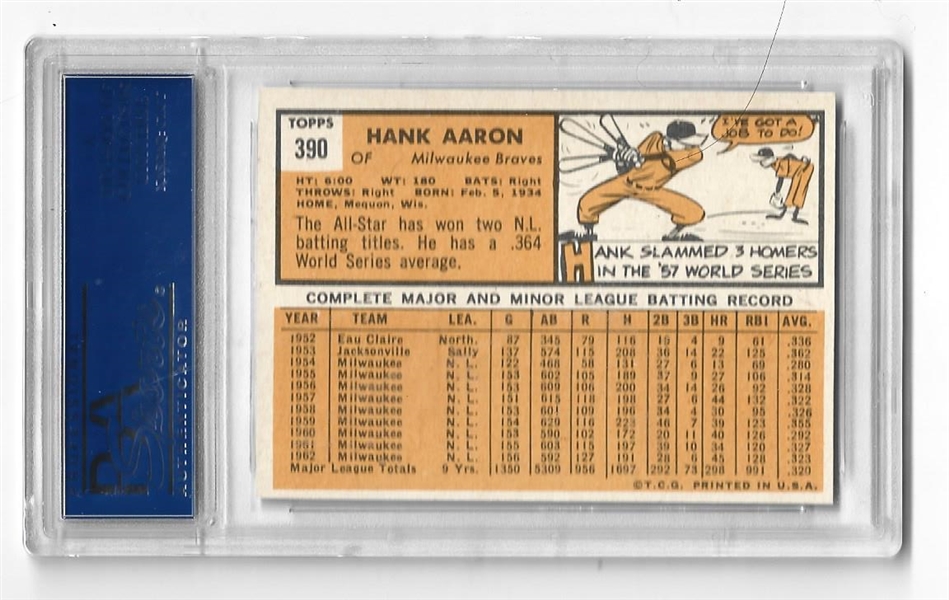 TOPPS
390
HANK AARON
OF Milwaukee Braves
HT: 6:00 WT: 180 BATS: Right
THROWS: Right BORN: Feb. 5, 1934
HOME, Mequon, Wis.
The All-Star has won two N.L.
batting titles. He has a .364
World Series average.
I'VE GOT A
JOB TO DO!
HANK SLAMMED 3 HOMERS
IN THE '57 WORLD SERIES
COMPLETE MAJOR AND MINOR LEAGUE BATTING RECORD
YEAR TEAM LEA. G AB R H 2B 3B HR RBI AVG.
1952 Eau Claire North. 87 345 79 116 19 4 9 61 .336
1953 Jacksonville Sally 137 574 115 208 36 14 22 125 .362
1954 Milwaukee N.L. 122 468 58 131 27 6 13 69 .280
1955 Milwaukee N.L. 153 602 105 189 37 9 27 106 .314
1956 Milwaukee N.L. 153 609 106 200 34 14 26 92 .328
1957 Milwaukee N.L. 151 615 118 198 27 6 44 132 .322
1958 Milwaukee N.L. 153 601 109 196 34 4 30 95 .326
1959 Milwaukee N.L. 154 629 116 223 46 7 39 123 .355
1960 Milwaukee N.L. 153 590 102 172 20 11 40 126 .292
1961 Milwaukee N.L. 155 603 115 197 39 10 34 120 .327
1962 Milwaukee N.L. 156 592 127 191 28 6 45 128 .323
Major League Totals 9 Yrs. 1350 5309 956 1697 292 73 298 991 .320
©T.C.G. PRINTED IN U.S.A.
PSA
AUTHENTICATOR